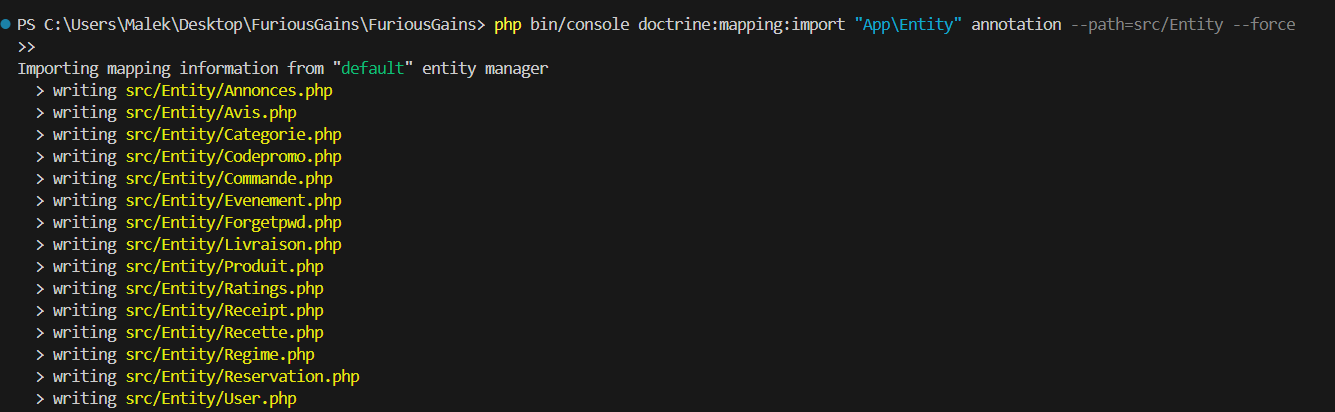 PS C:\Users\Malek\Desktop\FuriousGains\FuriousGains> php bin/console doctrine:mapping:import "App\Entity" annotation --path=src/Entity --force
>>
Importing mapping information from "default" entity manager
> writing src/Entity/Annonces.php
> writing src/Entity/Avis.php
> writing src/Entity/Categorie.php
> writing src/Entity/Codepromo.php
> writing src/Entity/Commande.php
> writing src/Entity/Evenement.php
> writing src/Entity/Forgetpwd.php
> writing src/Entity/Livraison.php
> writing src/Entity/Produit.php
> writing src/Entity/Ratings.php
> writing src/Entity/Receipt.php
> writing src/Entity/Recette.php
> writing src/Entity/Regime.php
> writing src/Entity/Reservation.php
> writing src/Entity/User.php